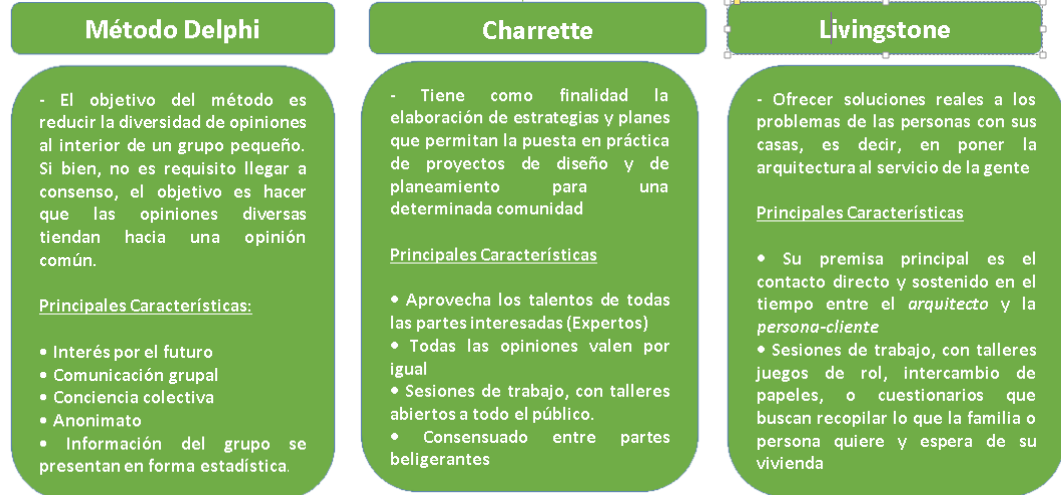 Método Delphi
- El objetivo del método es
reducir la diversidad de opiniones
al interior de un grupo pequeño.
Si bien, no es requisito llegar a
consenso, el objetivo es hacer
que las opiniones diversas
tiendan hacia una opinión
común.
Principales Características:
• Interés por el futuro
• Comunicación grupal
• Conciencia colectiva
• Anonimato
• Información del grupo se
presentan en forma estadística.
Charrette
- Tiene como finalidad la
elaboración de estrategias y planes
que permitan la puesta en práctica
de proyectos de diseño y de
planeamiento para una
determinada comunidad
Principales Características
• Aprovecha los talentos de todas
las partes interesadas (Expertos)
• Todas las opiniones valen por
igual
• Sesiones de trabajo, con talleres
abiertos a todo el público.
• Consensuado entre partes
beligerantes
Livingstone
- Ofrecer soluciones reales a los
problemas de las personas con sus
casas, es decir, en poner la
arquitectura al servicio de la gente
Principales Características
• Su premisa principal es el
contacto directo y sostenido en el
tiempo entre el arquitecto y la
persona-cliente
• Sesiones de trabajo, con talleres
juegos de rol, intercambio de
papeles, o cuestionarios que
buscan recopilar lo que la familia o
persona quiere y espera de su
vivienda